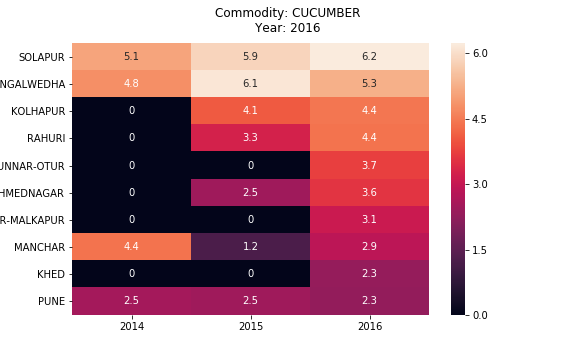 Commodity: CUCUMBER
Year: 2016
SOLAPUR 5.1 5.9 6.2
NGALWEDHA 4.8 6.1 5.3
KOLHAPUR 0 4.1 4.4
RAHURI 0 3.3 4.4
UNNAR-OTUR 0 0 3.7
HMEDNAGAR 0 2.5 3.6
R-MALKAPUR 0 0 3.1
MANCHAR 4.4 1.2 2.9
KHED 0 0 2.3
PUNE 2.5 2.5 2.3
2014 2015 2016
6.0
4.5
3.0
1.5
0.0